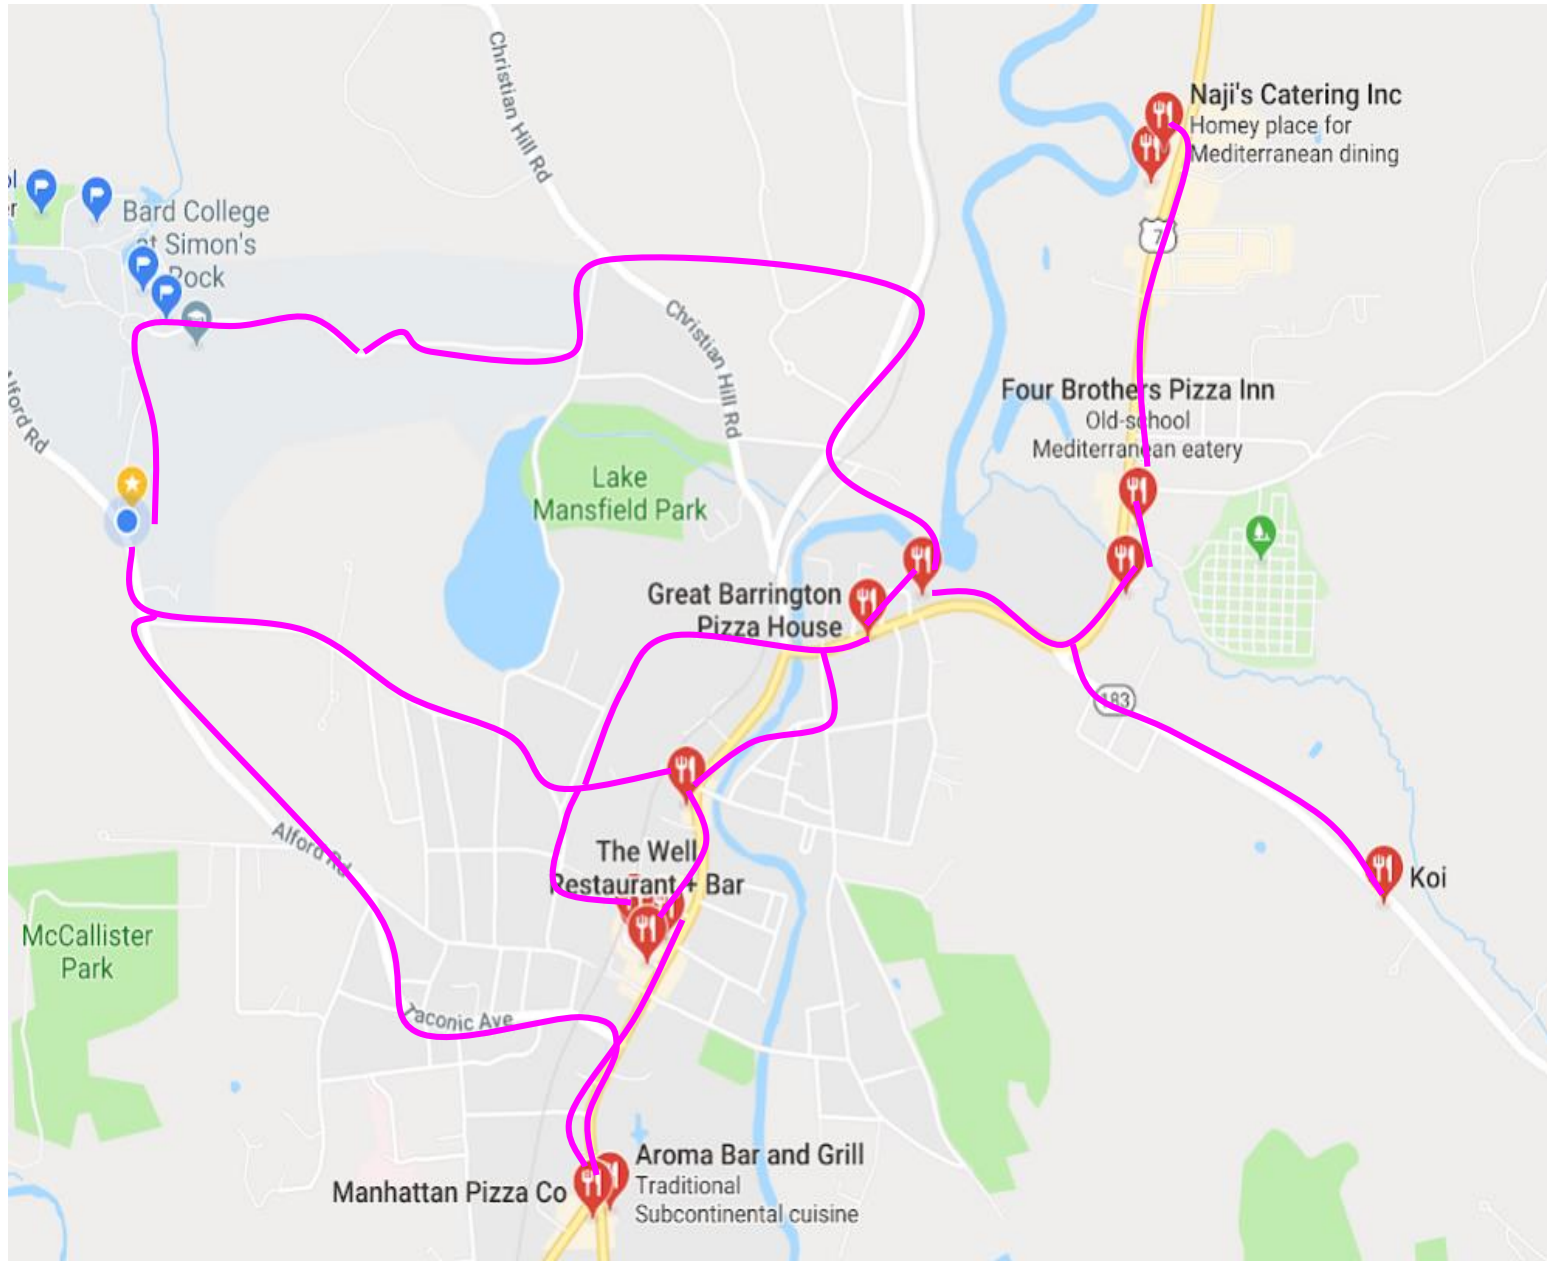 Christian Hill Rd
Naji's Catering Inc
Homey place for
Mediterranean dining
ol
r
Bard College
at Simon's
Rock
7
Christian Hill Rd
Alford Rd
Four Brothers Pizza Inn
Old-school
Mediterranean eatery
Lake
Mansfield Park
Great Barrington
Pizza House
183
Alford Rd
The Well
Restaurant + Bar
Koi
McCallister
Park
Taconic Ave
Aroma Bar and Grill
Traditional
Subcontinental cuisine
Manhattan Pizza Co